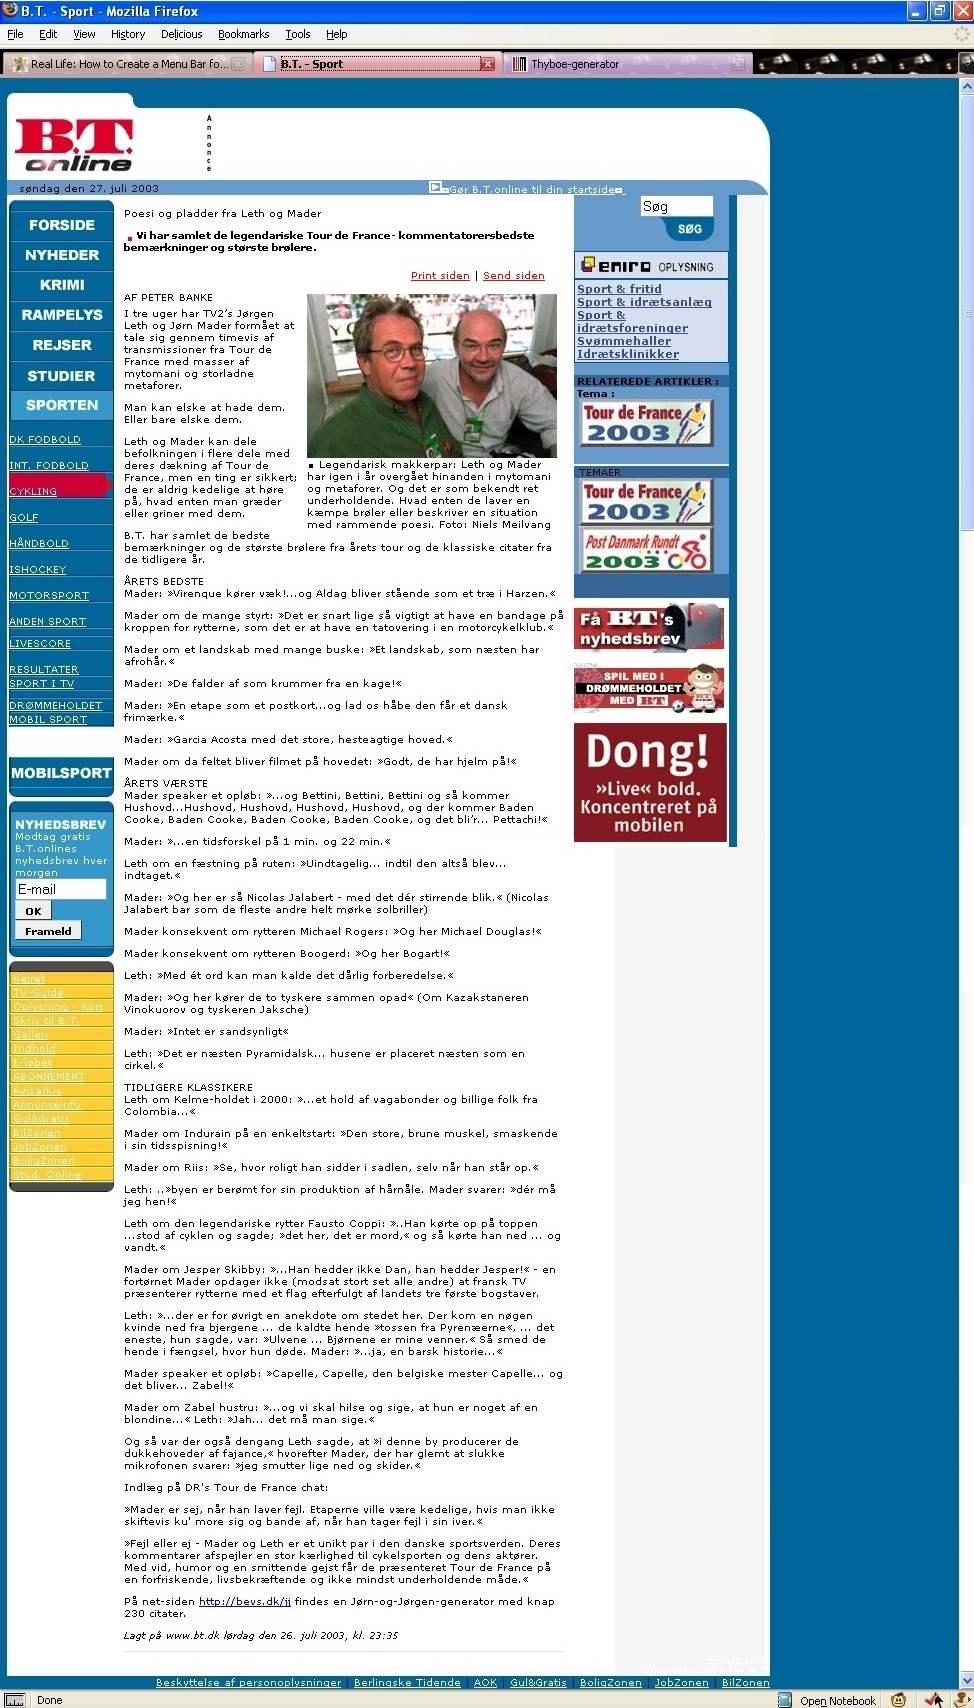 B.T. - Sport - Mozilla Firefox
File Edit View History Delicious Bookmarks Tools Help
Real Life: How to Create a Menu Bar fo...
B.T. - Sport
Thyboe-generator
B.T.
online
Annonce
søndag den 27. juli 2003
Gør B.T.online til din startside
FORSIDE
NYHEDER
KRIMI
RAMPELYS
REJSER
STUDIER
SPORTEN
DK FODBOLD
INT. FODBOLD
CYKLING
GOLF
HÅNDBOLD
ISHOCKEY
MOTORSPORT
ANDEN SPORT
LIVESCORE
RESULTATER
SPORT I TV
DRØMMEHOLDET
MOBIL SPORT
MOBILSPORT
NYHEDSBREV
Modtag gratis
B.T.onlines
nyhedsbrev hver
morgen
E-mail
OK
Frameld
Vejret
TV-Guide
Oplysning - Kort
Skriv til B.T.
Galleri
Indhold
E-løbet
ABONNEMENT
Avisarkiv
Annonceinfo
Gul&Gratis
BilZonen
JobZonen
BoligZonen
Stud. Online
Poesi og pladder fra Leth og Mader
Vi har samlet de legendariske Tour de France- kommentatorersbedste
bemærkninger og største brølere.
Print siden | Send siden
AF PETER BANKE
I tre uger har TV2's Jørgen
Leth og Jørn Mader formået at
tale sig gennem timevis af
transmissioner fra Tour de
France med masser af
mytomani og storladne
metaforer.
Man kan elske at hade dem.
Eller bare elske dem.
Leth og Mader kan dele
befolkningen i flere dele med
deres dækning af Tour de
France, men en ting er sikkert;
de er aldrig kedelige at høre
på, hvad enten man græder
eller griner med dem.
Legendarisk makkerpar: Leth og Mader
har igen i år overgået hinanden i mytomani
og metaforer. Og det er som bekendt ret
underholdende. Hvad enten de laver en
kæmpe brøler eller beskriver en situation
med rammende poesi. Foto: Niels Meilvang
B.T. har samlet de bedste
bemærkninger og de største brølere fra årets tour og de klassiske citater fra
de tidligere år.
ÅRETS BEDSTE
Mader: »Virenque kører væk!...og Aldag bliver stående som et træ i Harzen.«
Mader om de mange styrt: »Det er snart lige så vigtigt at have en bandage på
kroppen for rytterne, som det er at have en tatovering i en motorcykelklub.«
Mader om et landskab med mange buske: »Et landskab, som næsten har
afrohår.«
Mader: »De falder af som krummer fra en kage!«
Mader: »En etape som et postkort...og lad os håbe den får et dansk
frimærke.«
Mader: »Garcia Acosta med det store, hesteagtige hoved.«
Mader om da feltet bliver filmet på hovedet: »Godt, de har hjelm på!«
ÅRETS VÆRSTE
Mader speaker et opløb: »...og Bettini, Bettini, Bettini og så kommer
Hushovd...Hushovd, Hushovd, Hushovd, Hushovd, og der kommer Baden
Cooke, Baden Cooke, Baden Cooke, Baden Cooke, og det bli'r... Pettachi!«
Mader: »...en tidsforskel på 1 min. og 22 min.«
Leth om en fæstning på ruten: »Uindtagelig... indtil den altså blev...
indtaget.«
Mader: »Og her er så Nicolas Jalabert - med det dér stirrende blik.« (Nicolas
Jalabert bar som de fleste andre helt mørke solbriller)
Mader konsekvent om rytteren Michael Rogers: »Og her Michael Douglas!«
Mader konsekvent om rytteren Boogerd: »Og her Bogart!«
Leth: »Med ét ord kan man kalde det dårlig forberedelse.«
Mader: »Og her kører de to tyskere sammen opad« (Om Kazakstaneren
Vinokuorov og tyskeren Jaksche)
Mader: »Intet er sandsynligt«
Leth: »Det er næsten Pyramidalsk... husene er placeret næsten som en
cirkel.«
TIDLIGERE KLASSIKERE
Leth om Kelme-holdet i 2000: »...et hold af vagabonder og billige folk fra
Colombia...«
Mader om Indurain på en enkeltstart: »Den store, brune muskel, smaskende
i sin tidsspisning!«
Mader om Riis: »Se, hvor roligt han sidder i sadlen, selv når han står op.«
Leth: ..»byen er berømt for sin produktion af hårnåle. Mader svarer: »dér må
jeg hen!«
Leth om den legendariske rytter Fausto Coppi: »..Han kørte op på toppen
...stod af cyklen og sagde; »det her, det er mord,« og så kørte han ned ... og
vandt.«
Mader om Jesper Skibby: »...Han hedder ikke Dan, han hedder Jesper!« - en
fortørnet Mader opdager ikke (modsat stort set alle andre) at fransk TV
præsenterer rytterne med et flag efterfulgt af landets tre første bogstaver.
Leth: »...der er for øvrigt en anekdote om stedet her. Der kom en nøgen
kvinde ned fra bjergene ... de kaldte hende »tossen fra Pyrenæerne«, ... det
eneste, hun sagde, var: »Ulvene ... Bjørnene er mine venner.« Så smed de
hende i fængsel, hvor hun døde. Mader: »...ja, en barsk historie...«
Mader speaker et opløb: »Capelle, Capelle, den belgiske mester Capelle... og
det bliver... Zabel!«
Mader om Zabel hustru: »...og vi skal hilse og sige, at hun er noget af en
blondine...« Leth: »Jah... det må man sige.«
Og så var der også dengang Leth sagde, at »i denne by producerer de
dukkehoveder af fajance,« hvorefter Mader, der har glemt at slukke
mikrofonen svarer: »jeg smutter lige ned og skider.«
Indlæg på DR's Tour de France chat:
»Mader er sej, når han laver fejl. Etaperne ville være kedelige, hvis man ikke
skiftevis ku' more sig og bande af, når han tager fejl i sin iver.«
»Fejl eller ej - Mader og Leth er et unikt par i den danske sportsverden. Deres
kommentarer afspejler en stor kærlighed til cykelsporten og dens aktører.
Med vid, humor og en smittende gejst får de præsenteret Tour de France på
en forfriskende, livsbekræftende og ikke mindst underholdende måde.«
På net-siden http://bevs.dk/jj findes en Jørn-og-Jørgen-generator med knap
230 citater.
Lagt på www.bt.dk lørdag den 26. juli 2003, kl. 23:35
Søg
SØG
eniro OPLYSNING
Sport & fritid
Sport & idrætsanlæg
Sport &
idrætsforeninger
Svømmehaller
Idrætsklinikker
RELATEREDE ARTIKLER :
Tema :
Tour de France
2003
TEMAER
Tour de France
2003
Post Danmark Rundt
2003
Få BT's
nyhedsbrev
SPIL MED I
DRØMMEHOLDET
MED BT
Dong!
»Live« bold.
Koncentreret på
mobilen
Webmaster
Beskyttelse af personoplysninger | Berlingske Tidende | AOK | Gul&Gratis | BoligZonen | JobZonen | BilZonen
Done
Open Notebook